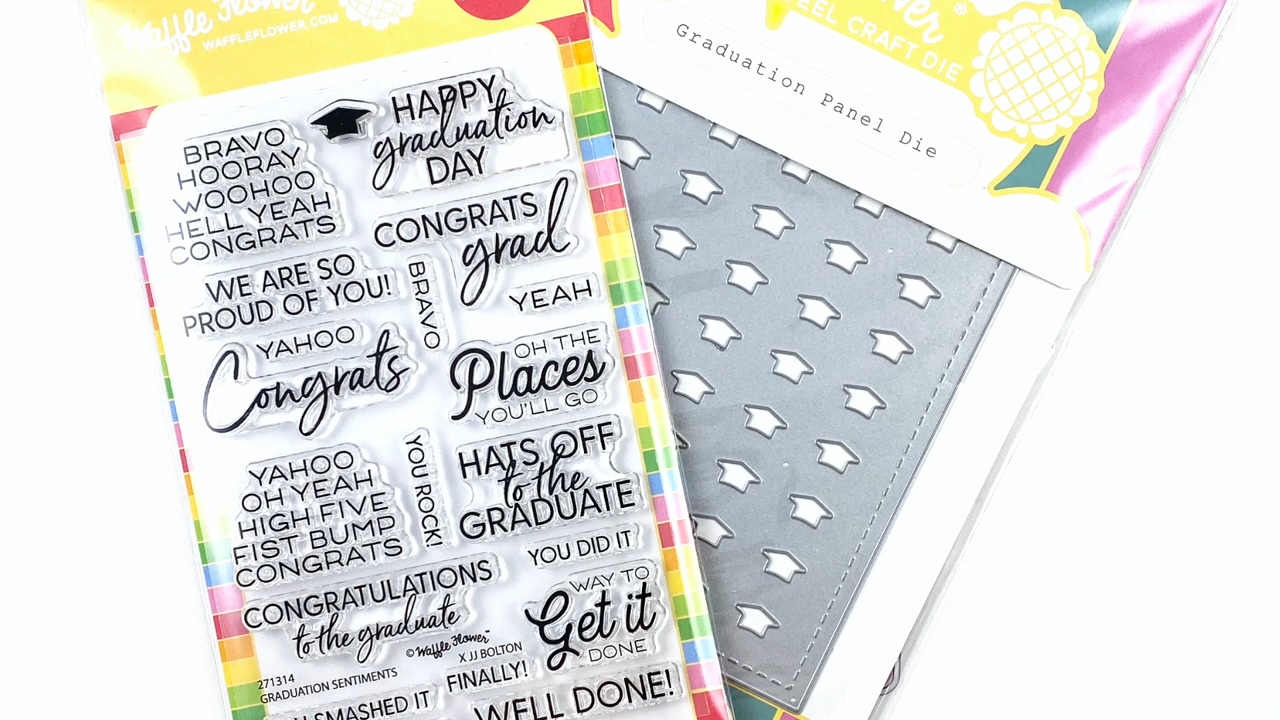 Waffle Flower®
WAFFLEFLOWER.COM
BRAVO
HOORAY
WOOHOO
HELL YEAH
CONGRATS
HAPPY
graduation
DAY
CONGRATS
grad
WE ARE SO
PROUD OF YOU!
BRAVO
YEAH
YAHOO
Congrats
OH THE
Places
YOU'LL GO
YAHOO
OH YEAH
HIGH FIVE
FIST BUMP
CONGRATS
YOU ROCK!
HATS OFF
to the
GRADUATE
YOU DID IT
CONGRATULATIONS
to the graduate
WAY TO
Get it
DONE
© Waffle Flower™
X JJ BOLTON
271314
GRADUATION SENTIMENTS
FINALLY!
SMASHED IT
WELL DONE!
CRAFT DIE
Graduation Panel Die